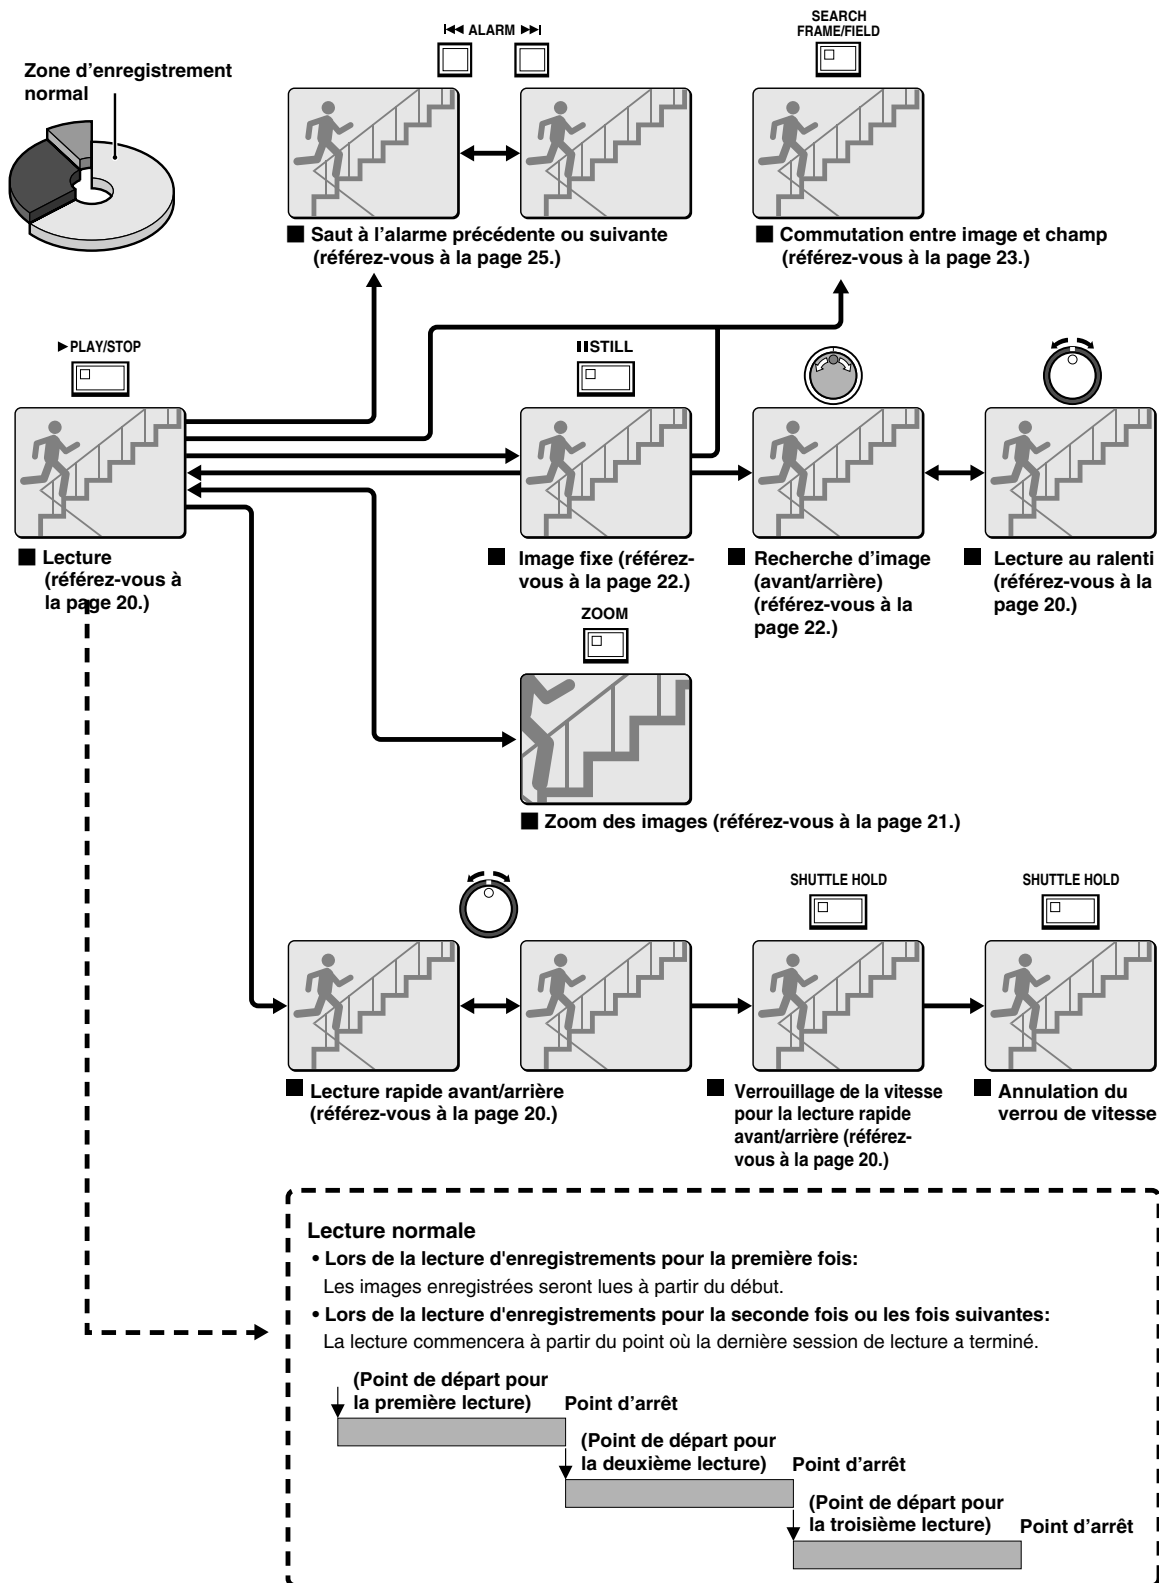 ALARM
SEARCH
FRAME/FIELD
Zone d'enregistrement
normal
■ Saut à l'alarme précédente ou suivante
(référez-vous à la page 25.)
■ Commutation entre image et champ
(référez-vous à la page 23.)
PLAY/STOP
STILL
■ Lecture
(référez-vous à
la page 20.)
■ Image fixe (référez-
vous à la page 22.)
■ Recherche d'image
(avant/arrière)
(référez-vous à la
page 22.)
■ Lecture au ralenti
(référez-vous à la
page 20.)
ZOOM
■ Zoom des images (référez-vous à la page 21.)
SHUTTLE HOLD
SHUTTLE HOLD
■ Lecture rapide avant/arrière
(référez-vous à la page 20.)
■ Verrouillage de la vitesse
pour la lecture rapide
avant/arrière (référez-
vous à la page 20.)
■ Annulation du
verrou de vitesse
Lecture normale
• Lors de la lecture d'enregistrements pour la première fois:
Les images enregistrées seront lues à partir du début.
• Lors de la lecture d'enregistrements pour la seconde fois ou les fois suivantes:
La lecture commencera à partir du point où la dernière session de lecture a terminé.
(Point de départ pour
la première lecture)
Point d'arrêt
(Point de départ pour
la deuxième lecture)
Point d'arrêt
(Point de départ pour
la troisième lecture)
Point d'arrêt